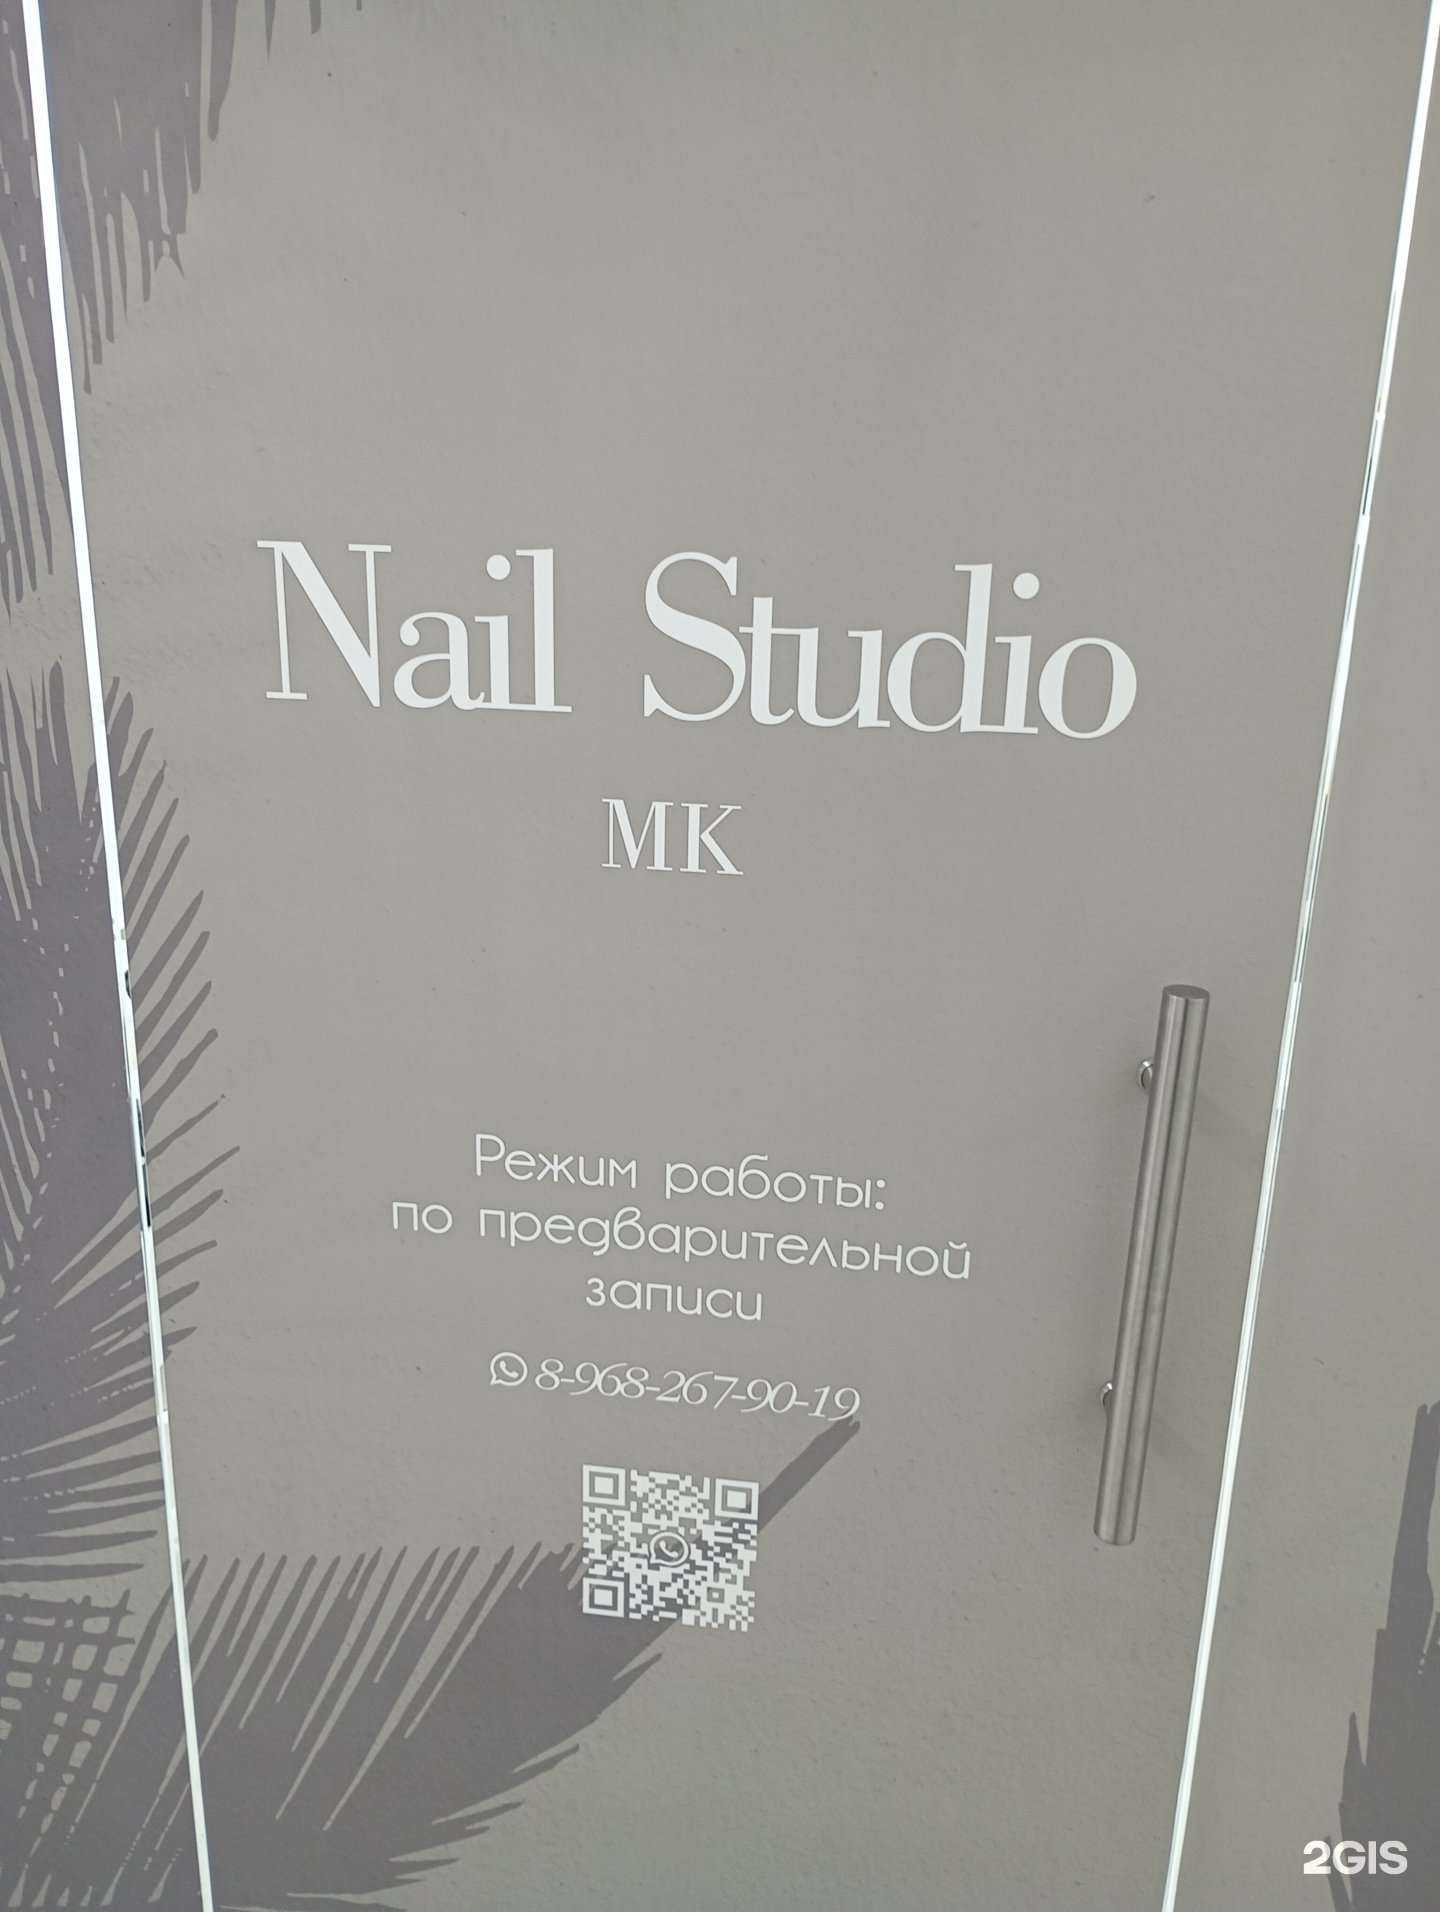 Nail Studio
MK
Режим работы:
по предварительной
записи
8-968-267-90-19
2GIS